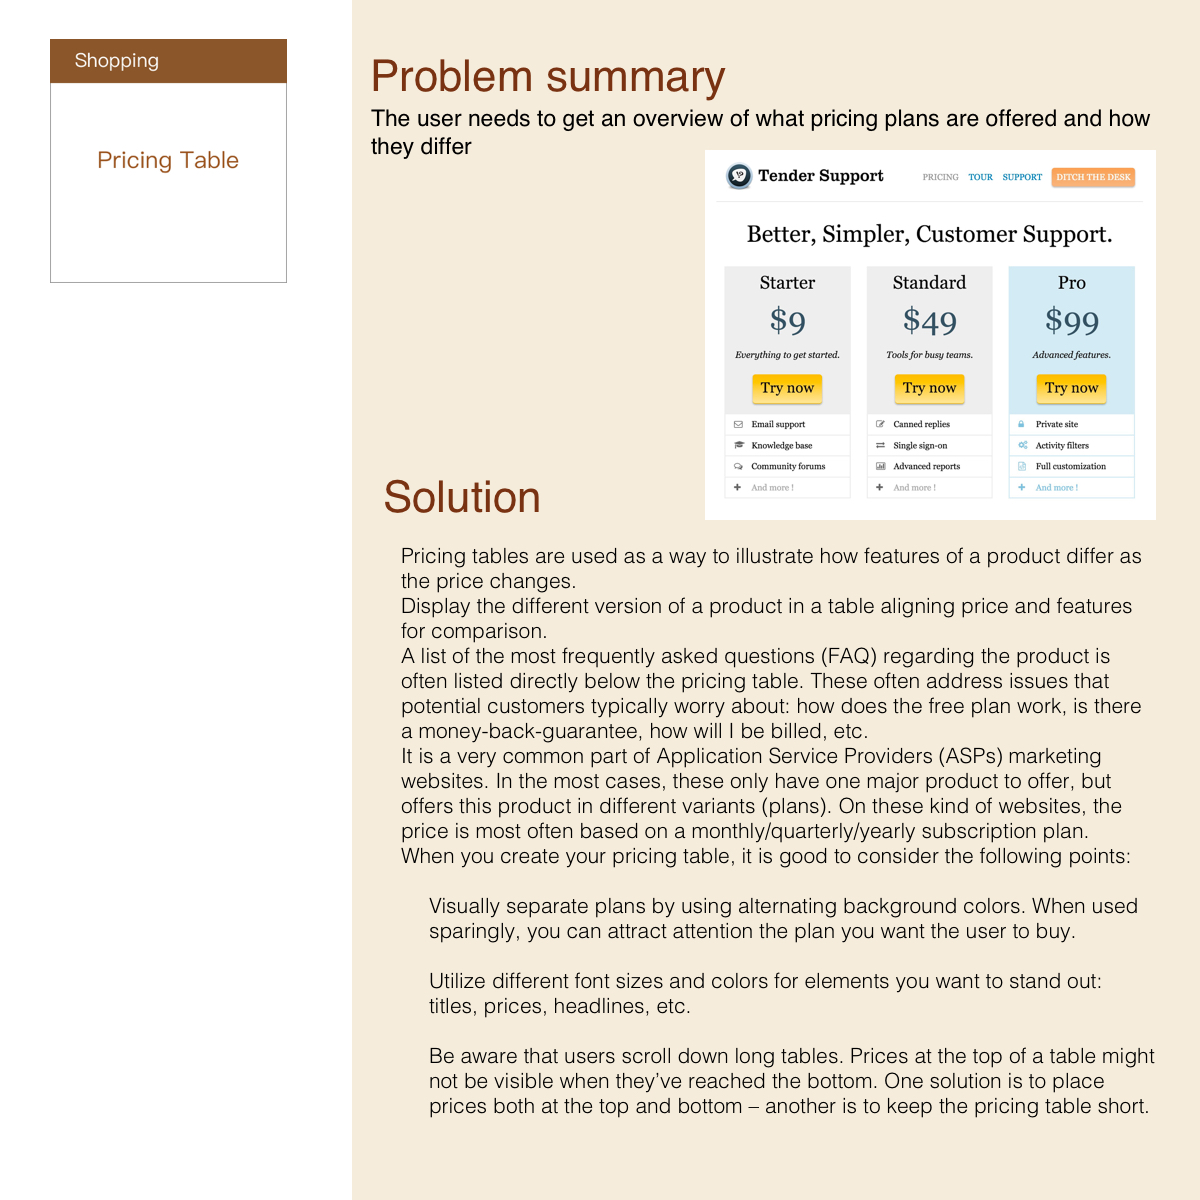 Shopping
Pricing Table
Problem summary
The user needs to get an overview of what pricing plans are offered and how
they differ
Tender Support
PRICING TOUR SUPPORT DITCH THE DESK
Better, Simpler, Customer Support.
Starter
$9
Everything to get started.
Try now
Email support
Knowledge base
Community forums
And more !
Standard
$49
Tools for busy teams.
Try now
Canned replies
Single sign-on
Advanced reports
And more !
Pro
$99
Advanced features.
Try now
Private site
Activity filters
Full customization
And more !
Solution
Pricing tables are used as a way to illustrate how features of a product differ as
the price changes.
Display the different version of a product in a table aligning price and features
for comparison.
A list of the most frequently asked questions (FAQ) regarding the product is
often listed directly below the pricing table. These often address issues that
potential customers typically worry about: how does the free plan work, is there
a money-back-guarantee, how will I be billed, etc.
It is a very common part of Application Service Providers (ASPs) marketing
websites. In the most cases, these only have one major product to offer, but
offers this product in different variants (plans). On these kind of websites, the
price is most often based on a monthly/quarterly/yearly subscription plan.
When you create your pricing table, it is good to consider the following points:
Visually separate plans by using alternating background colors. When used
sparingly, you can attract attention the plan you want the user to buy.
Utilize different font sizes and colors for elements you want to stand out:
titles, prices, headlines, etc.
Be aware that users scroll down long tables. Prices at the top of a table might
not be visible when they’ve reached the bottom. One solution is to place
prices both at the top and bottom – another is to keep the pricing table short.